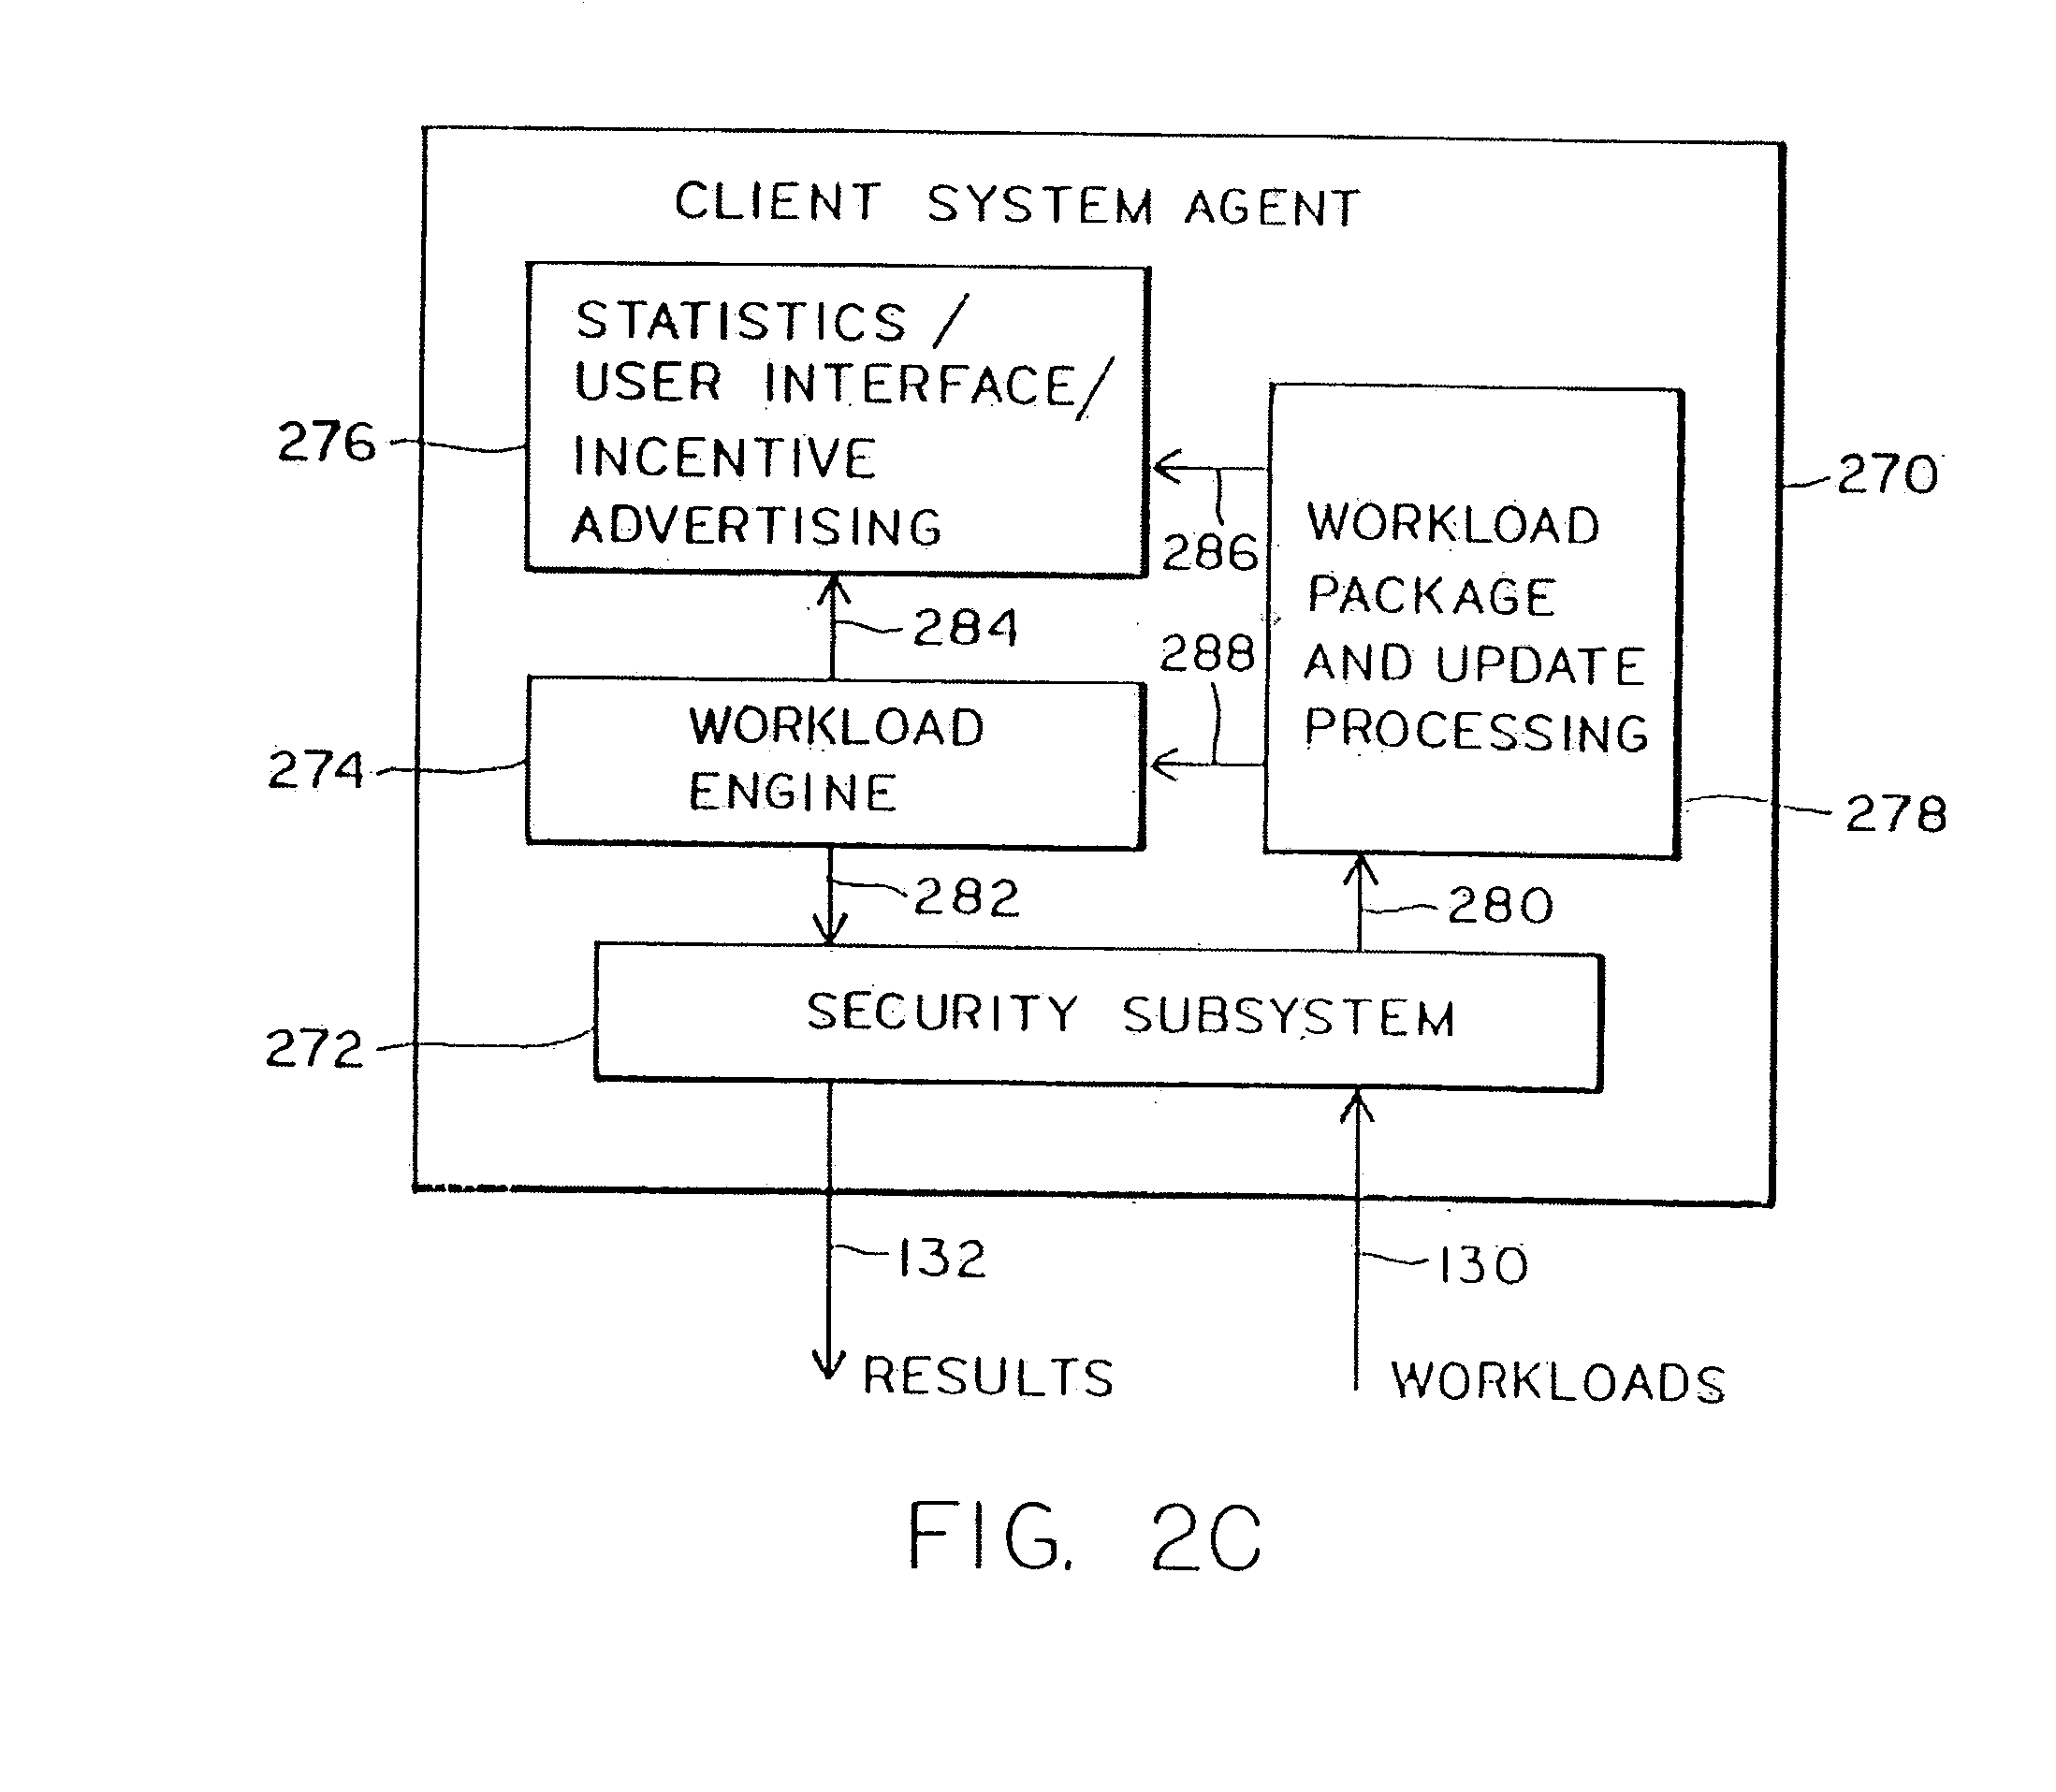 CLIENT SYSTEM AGENT
STATISTICS /
USER INTERFACE/
INCENTIVE
ADVERTISING
276
286
WORKLOAD
PACKAGE
AND UPDATE
PROCESSING
270
284
288
WORKLOAD
ENGINE
274
278
282
280
SECURITY SUBSYSTEM
272
132
130
RESULTS
WORKLOADS
FIG. 2C